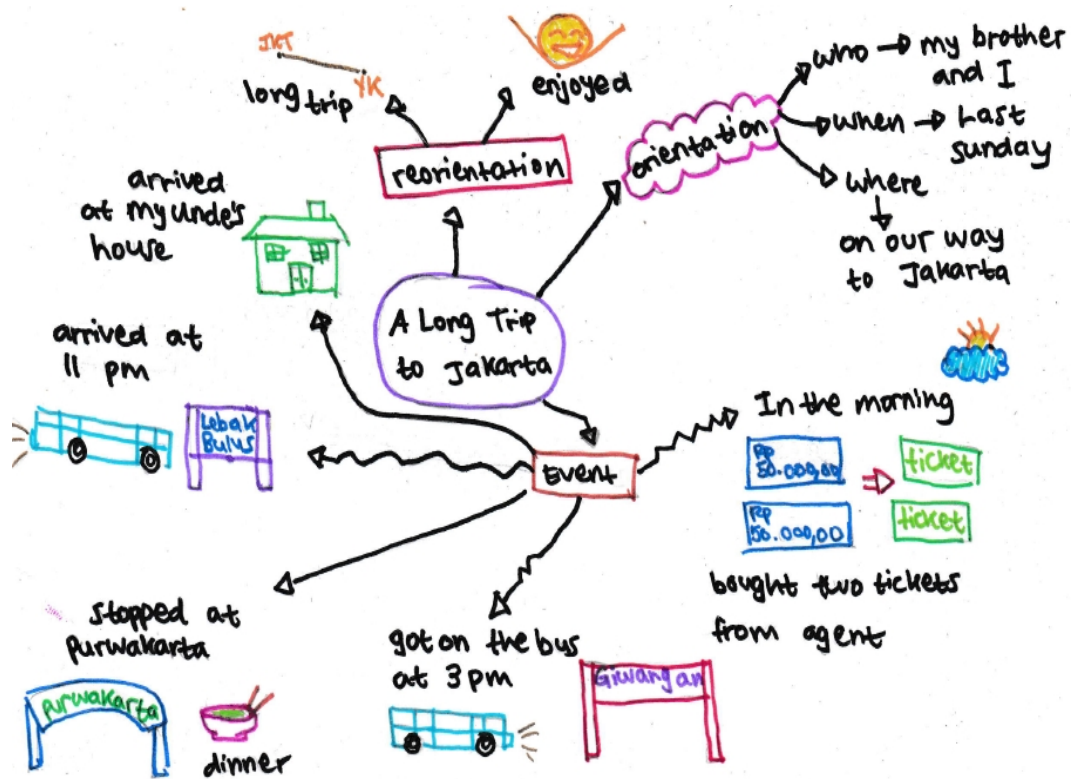 A Long Trip
to Jakarta
orientation
who → my brother
and I
when → Last
sunday
where
on our way
to Jakarta
Event
In the morning
Rp
50.000,00
ticket
Rp
50.000,00
ticket
bought two tickets
from agent
got on the bus
at 3 pm
Giwangan
stopped at
purwakarta
purwakarta
dinner
arrived at
11 pm
Lebak
Bulus
arrived
at my uncle's
house
reorientation
JKT
YK
long trip
enjoyed